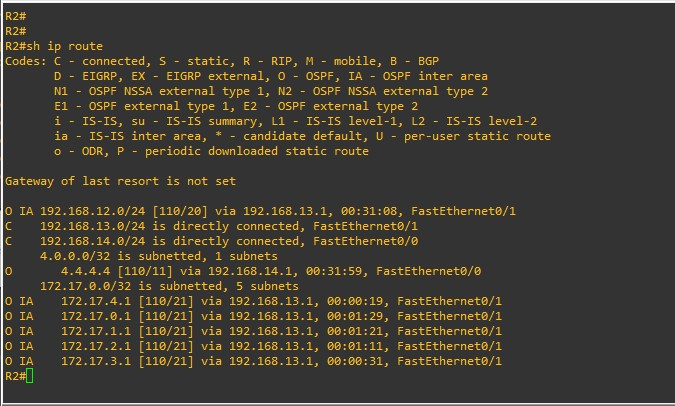 R2#
R2#
R2#sh ip route
Codes: C - connected, S - static, R - RIP, M - mobile, B - BGP
       D - EIGRP, EX - EIGRP external, O - OSPF, IA - OSPF inter area
       N1 - OSPF NSSA external type 1, N2 - OSPF NSSA external type 2
       E1 - OSPF external type 1, E2 - OSPF external type 2
       i - IS-IS, su - IS-IS summary, L1 - IS-IS level-1, L2 - IS-IS level-2
       ia - IS-IS inter area, * - candidate default, U - per-user static route
       o - ODR, P - periodic downloaded static route
Gateway of last resort is not set
O IA 192.168.12.0/24 [110/20] via 192.168.13.1, 00:31:08, FastEthernet0/1
C    192.168.13.0/24 is directly connected, FastEthernet0/1
C    192.168.14.0/24 is directly connected, FastEthernet0/0
     4.0.0.0/32 is subnetted, 1 subnets
O       4.4.4.4 [110/11] via 192.168.14.1, 00:31:59, FastEthernet0/0
     172.17.0.0/32 is subnetted, 5 subnets
O IA    172.17.4.1 [110/21] via 192.168.13.1, 00:00:19, FastEthernet0/1
O IA    172.17.0.1 [110/21] via 192.168.13.1, 00:01:29, FastEthernet0/1
O IA    172.17.1.1 [110/21] via 192.168.13.1, 00:01:21, FastEthernet0/1
O IA    172.17.2.1 [110/21] via 192.168.13.1, 00:01:11, FastEthernet0/1
O IA    172.17.3.1 [110/21] via 192.168.13.1, 00:00:31, FastEthernet0/1
R2#